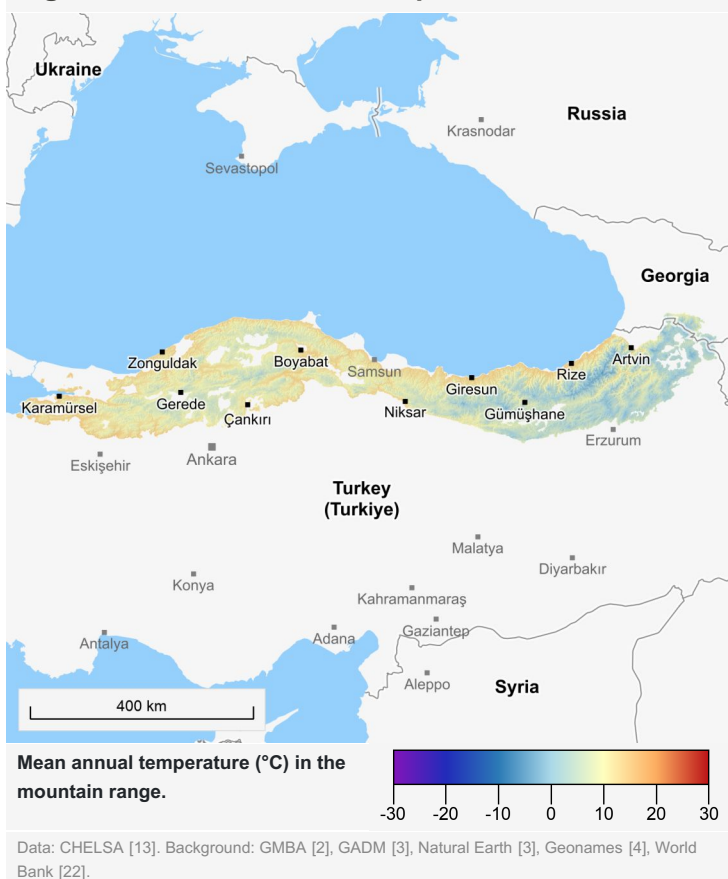 Ukraine
Russia
Krasnodar
Sevastopol
Georgia
Zonguldak
Boyabat
Samsun
Giresun
Rize
Artvin
Karamürsel
Gerede
Çankırı
Niksar
Gümüşhane
Erzurum
Eskişehir
Ankara
Turkey
(Turkiye)
Malatya
Diyarbakır
Konya
Kahramanmaraş
Gaziantep
Adana
Antalya
Aleppo
Syria
400 km
Mean annual temperature (°C) in the
mountain range.
-30 -20 -10 0 10 20 30
Data: CHELSA [13]. Background: GMBA [2], GADM [3], Natural Earth [3], Geonames [4], World
Bank [22].